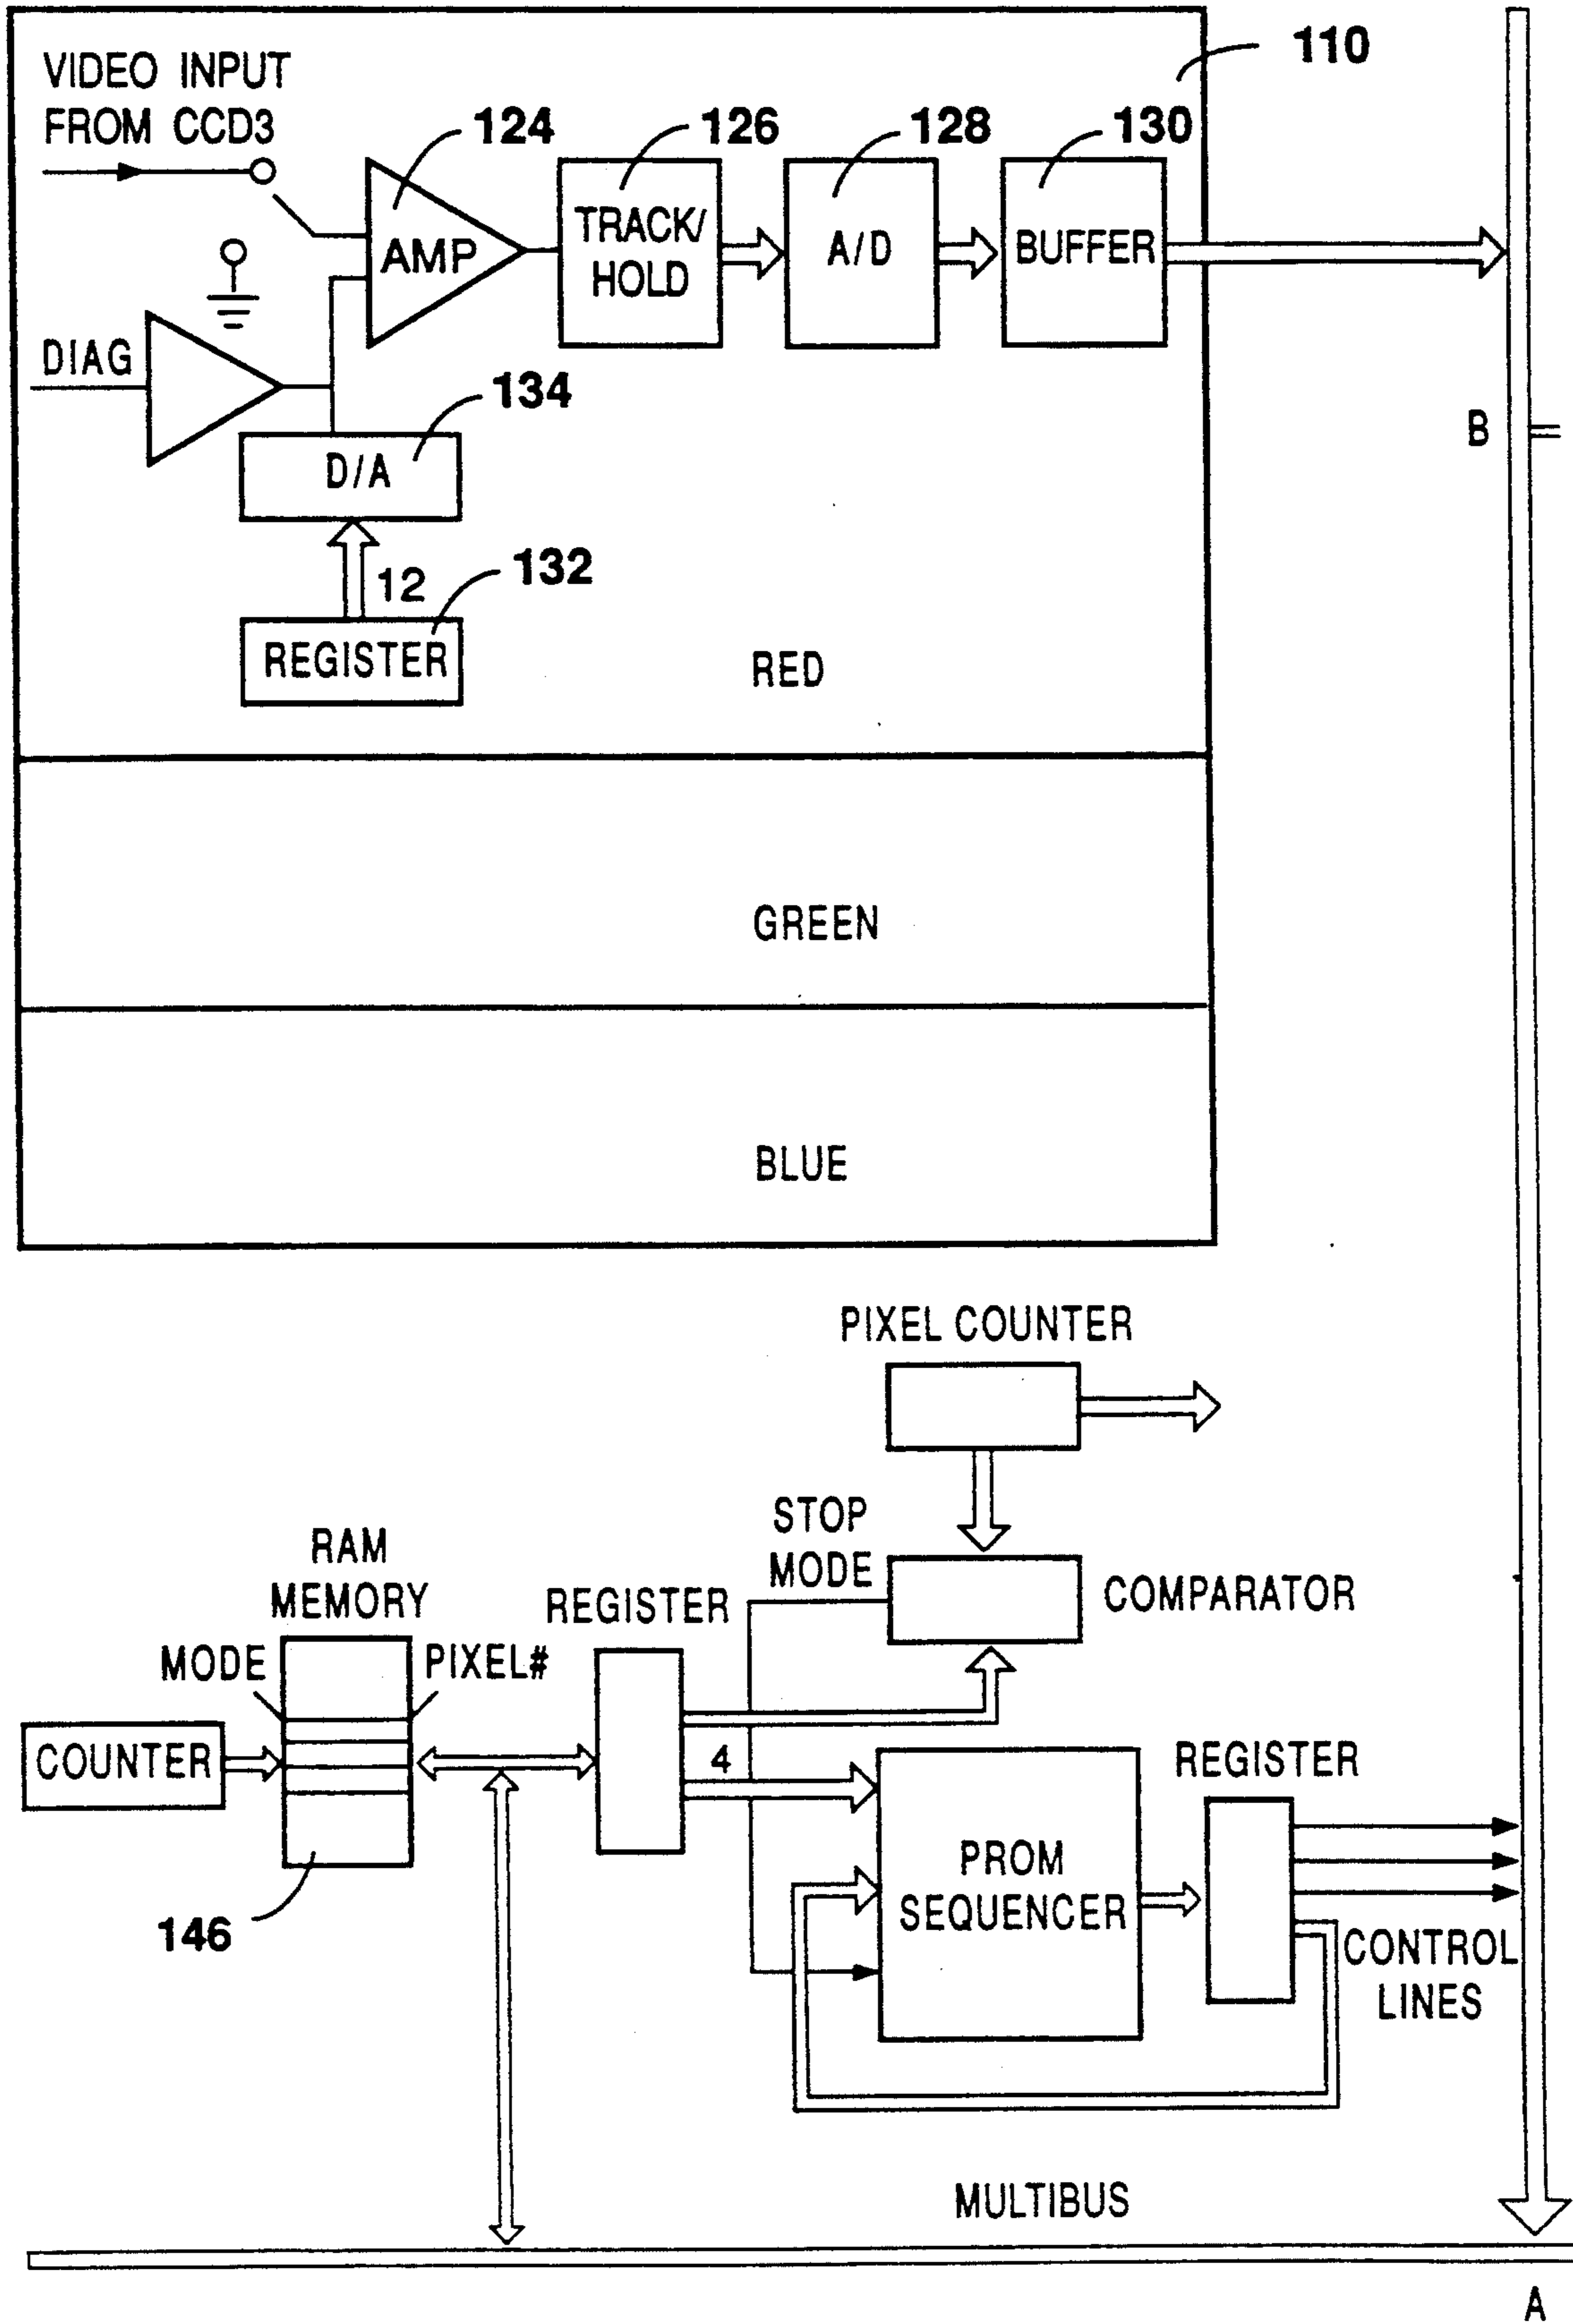 110
VIDEO INPUT
FROM CCD3
124
126
128
130
AMP
TRACK/
HOLD
A/D
BUFFER
DIAG
134
D/A
B
12
132
REGISTER
RED
GREEN
BLUE
PIXEL COUNTER
STOP
MODE
COMPARATOR
RAM
MEMORY
REGISTER
MODE
PIXEL#
COUNTER
4
REGISTER
PROM
SEQUENCER
146
CONTROL
LINES
MULTIBUS
A